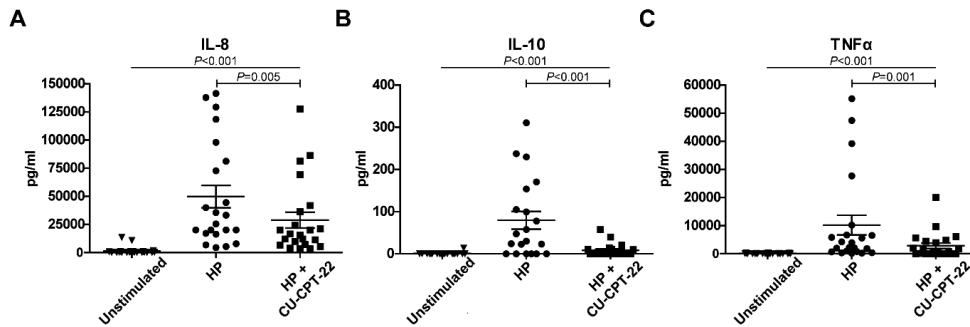 A
IL-8
P<0.001
P=0.005
150000
125000
100000
75000
50000
25000
0
pg/ml
Unstimulated
HP
HP +
CU-CPT-22
B
IL-10
P<0.001
P<0.001
400
300
200
100
0
pg/ml
Unstimulated
HP
HP +
CU-CPT-22
C
TNFα
P<0.001
P=0.001
60000
50000
40000
30000
20000
10000
0
pg/ml
Unstimulated
HP
HP +
CU-CPT-22